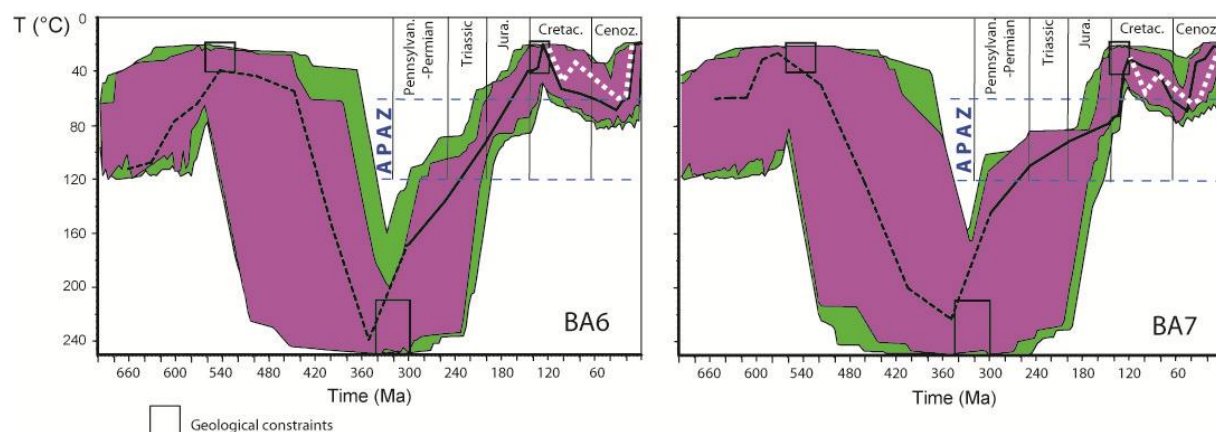 T (°C)
0
40
80
120
160
200
240
APAZ
Pennsylvan.
-Permian
Triassic
Jura.
Cretac.
Cenoz.
BA6
660 600 540 480 420 360 300 240 180 120 60
Time (Ma)
APAZ
Pennsylvan.
-Permian
Triassic
Jura.
Cretac.
Cenoz.
BA7
660 600 540 480 420 360 300 240 180 120 60
Time (Ma)
Geological constraints